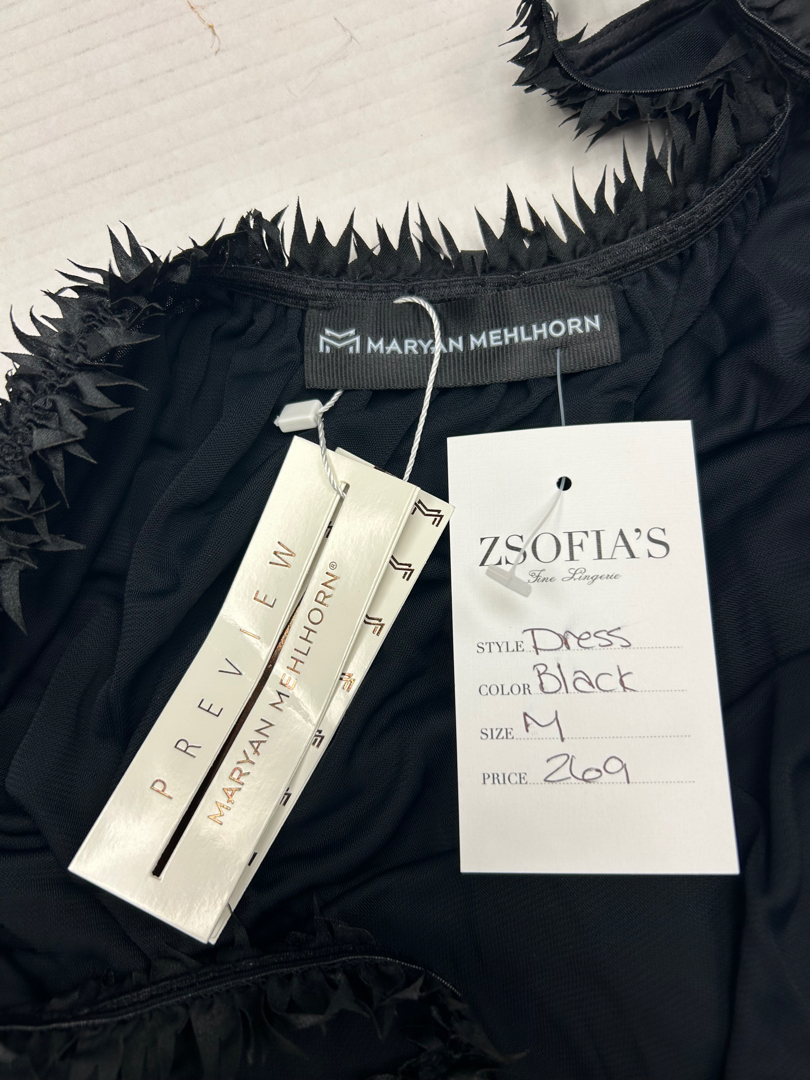 MARYAN MEHLHORN
PREVIEW
MARYAN MEHLHORN®
ZSOFIA'S
Fine Lingerie
STYLE Dress
COLOR Black
SIZE M
PRICE 269